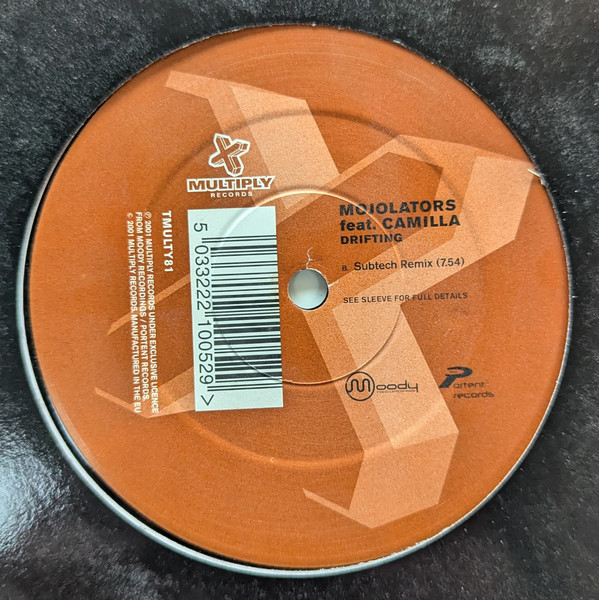 MULTIPLY
RECORDS
MOJOLATORS
feat. CAMILLA
DRIFTING
B. Subtech Remix (7.54)
SEE SLEEVE FOR FULL DETAILS
Moody
Portent
records
5 033222 100529 >
TMULTY81
℗ 2001 MULTIPLY RECORDS UNDER EXCLUSIVE LICENCE
FROM MOODY RECORDINGS / PORTENT RECORDS.
© 2001 MULTIPLY RECORDS. MANUFACTURED IN THE EU